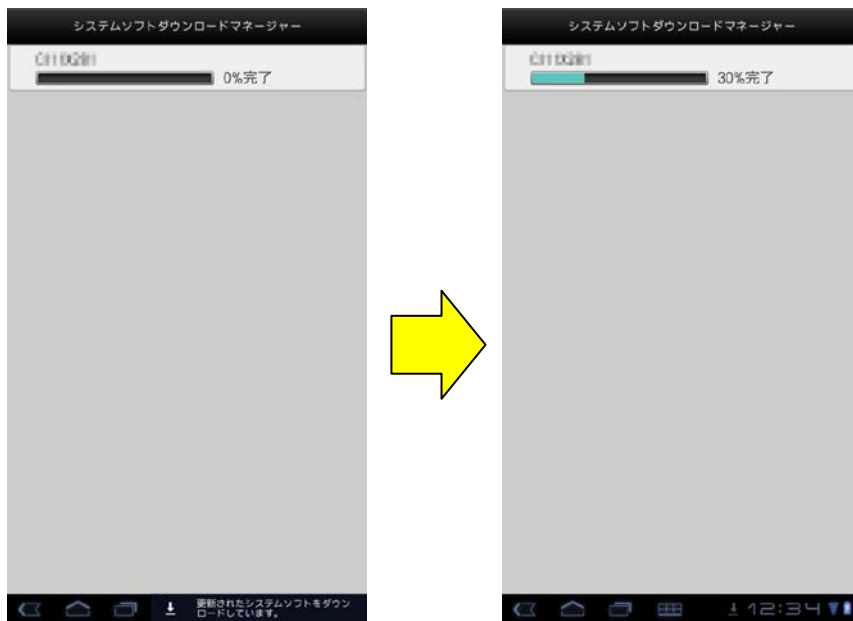 システムソフトダウンロードマネージャー
0%完了
更新されたシステムソフトをダウン
ロードしています。
システムソフトダウンロードマネージャー
30%完了
12:34